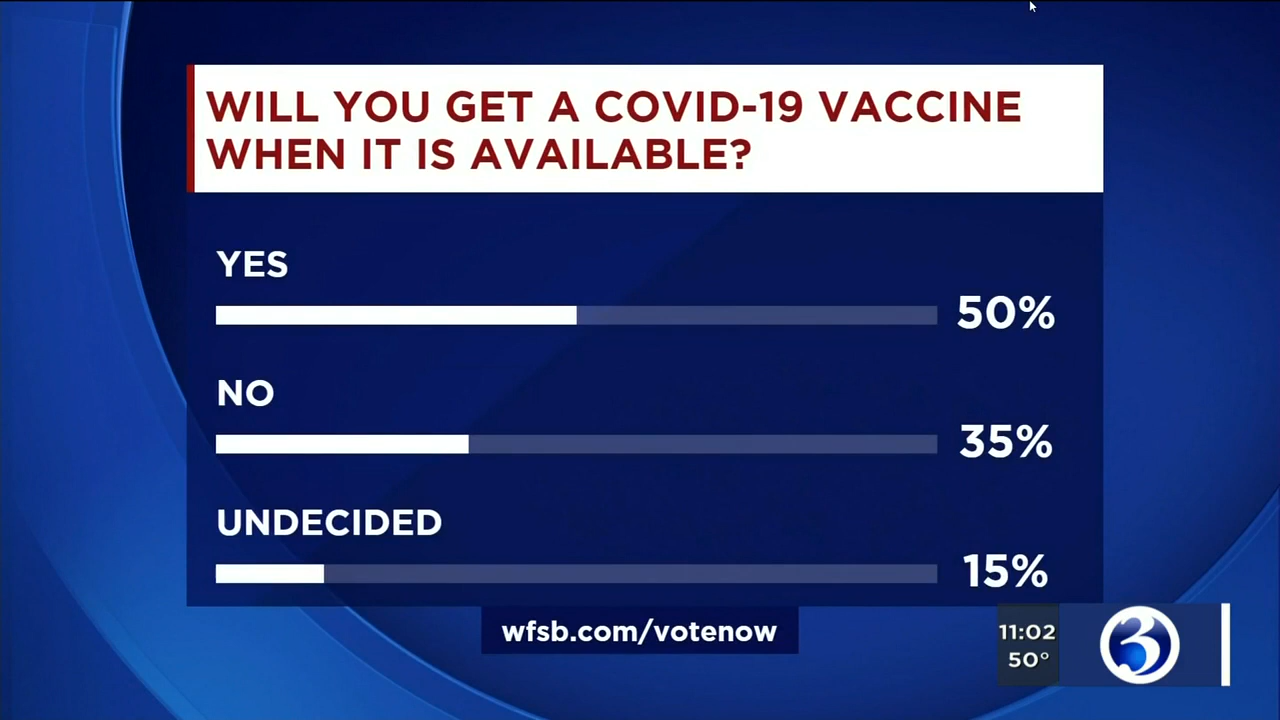 WILL YOU GET A COVID-19 VACCINE
WHEN IT IS AVAILABLE?
YES
50%
NO
35%
UNDECIDED
15%
wfsb.com/votenow
11:02
50°
3